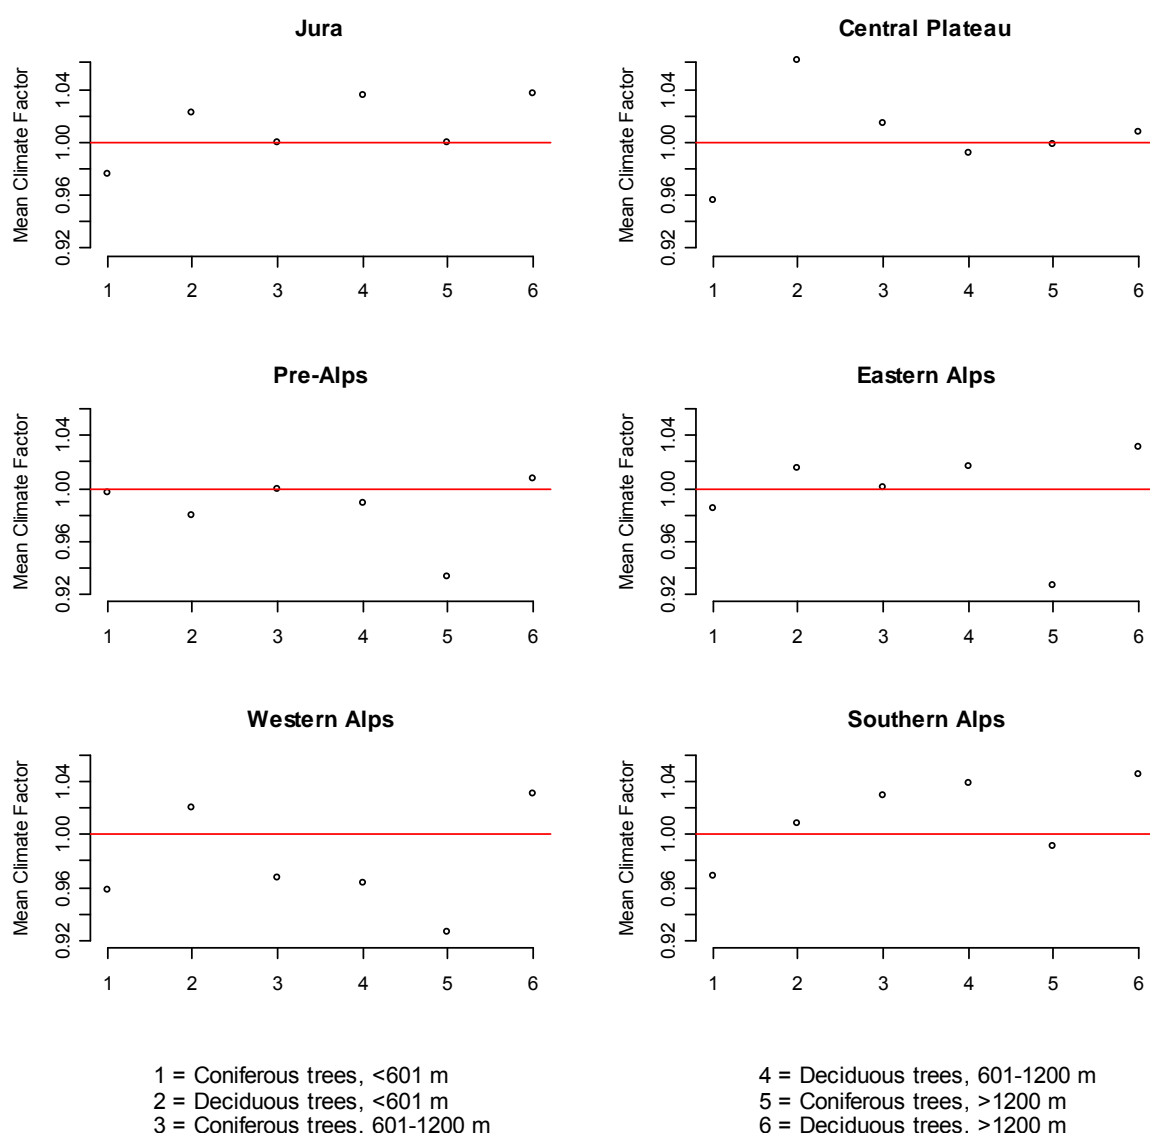 Jura
Mean Climate Factor
0.92 0.96 1.00 1.04
1 2 3 4 5 6
Central Plateau
Mean Climate Factor
0.92 0.96 1.00 1.04
1 2 3 4 5 6
Pre-Alps
Mean Climate Factor
0.92 0.96 1.00 1.04
1 2 3 4 5 6
Eastern Alps
Mean Climate Factor
0.92 0.96 1.00 1.04
1 2 3 4 5 6
Western Alps
Mean Climate Factor
0.92 0.96 1.00 1.04
1 2 3 4 5 6
Southern Alps
Mean Climate Factor
0.92 0.96 1.00 1.04
1 2 3 4 5 6
1 = Coniferous trees, <601 m
2 = Deciduous trees, <601 m
3 = Coniferous trees, 601-1200 m
4 = Deciduous trees, 601-1200 m
5 = Coniferous trees, >1200 m
6 = Deciduous trees, >1200 m